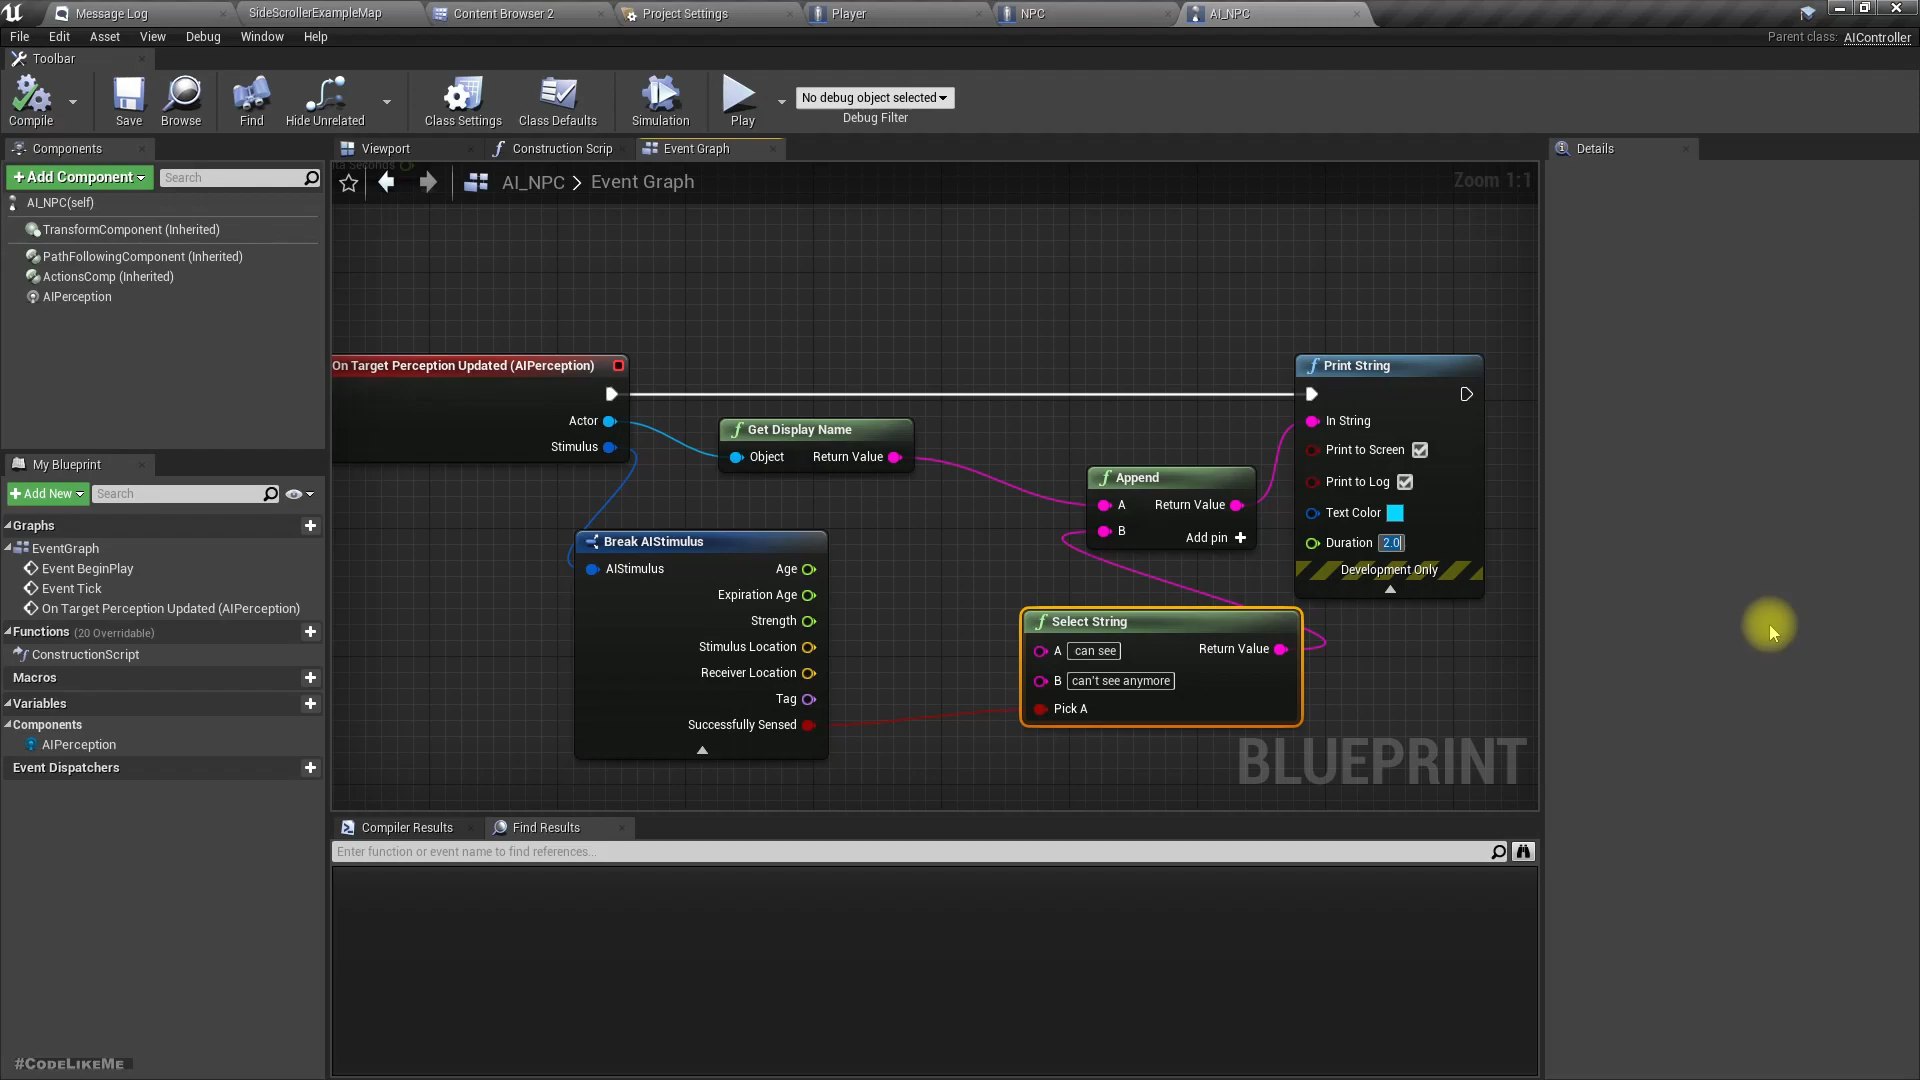 Message Log
SideScrollerExampleMap
Content Browser 2
Project Settings
Player
NPC
AI_NPC
File
Edit
Asset
View
Debug
Window
Help
Parent class: AIController
Toolbar
Compile
Save
Browse
Find
Hide Unrelated
Class Settings
Class Defaults
Simulation
Play
No debug object selected
Debug Filter
Components
Viewport
Construction Scrip
Event Graph
Details
+Add Component
Search
AI_NPC > Event Graph
Zoom 1:1
AI_NPC(self)
TransformComponent (Inherited)
PathFollowingComponent (Inherited)
ActionsComp (Inherited)
AIPerception
On Target Perception Updated (AIPerception)
Actor
Stimulus
Get Display Name
Object
Return Value
Append
A
Return Value
B
Add pin +
Print String
In String
Print to Screen
Print to Log
Text Color
Duration 2.0
Development Only
Break AIStimulus
AIStimulus
Age
Expiration Age
Strength
Stimulus Location
Receiver Location
Tag
Successfully Sensed
Select String
A can see
Return Value
B can't see anymore
Pick A
BLUEPRINT
My Blueprint
+Add New
Search
Graphs
EventGraph
Event BeginPlay
Event Tick
On Target Perception Updated (AIPerception)
Functions (20 Overridable)
ConstructionScript
Macros
Variables
Components
AIPerception
Event Dispatchers
Compiler Results
Find Results
Enter function or event name to find references...
#CodeLikeMe